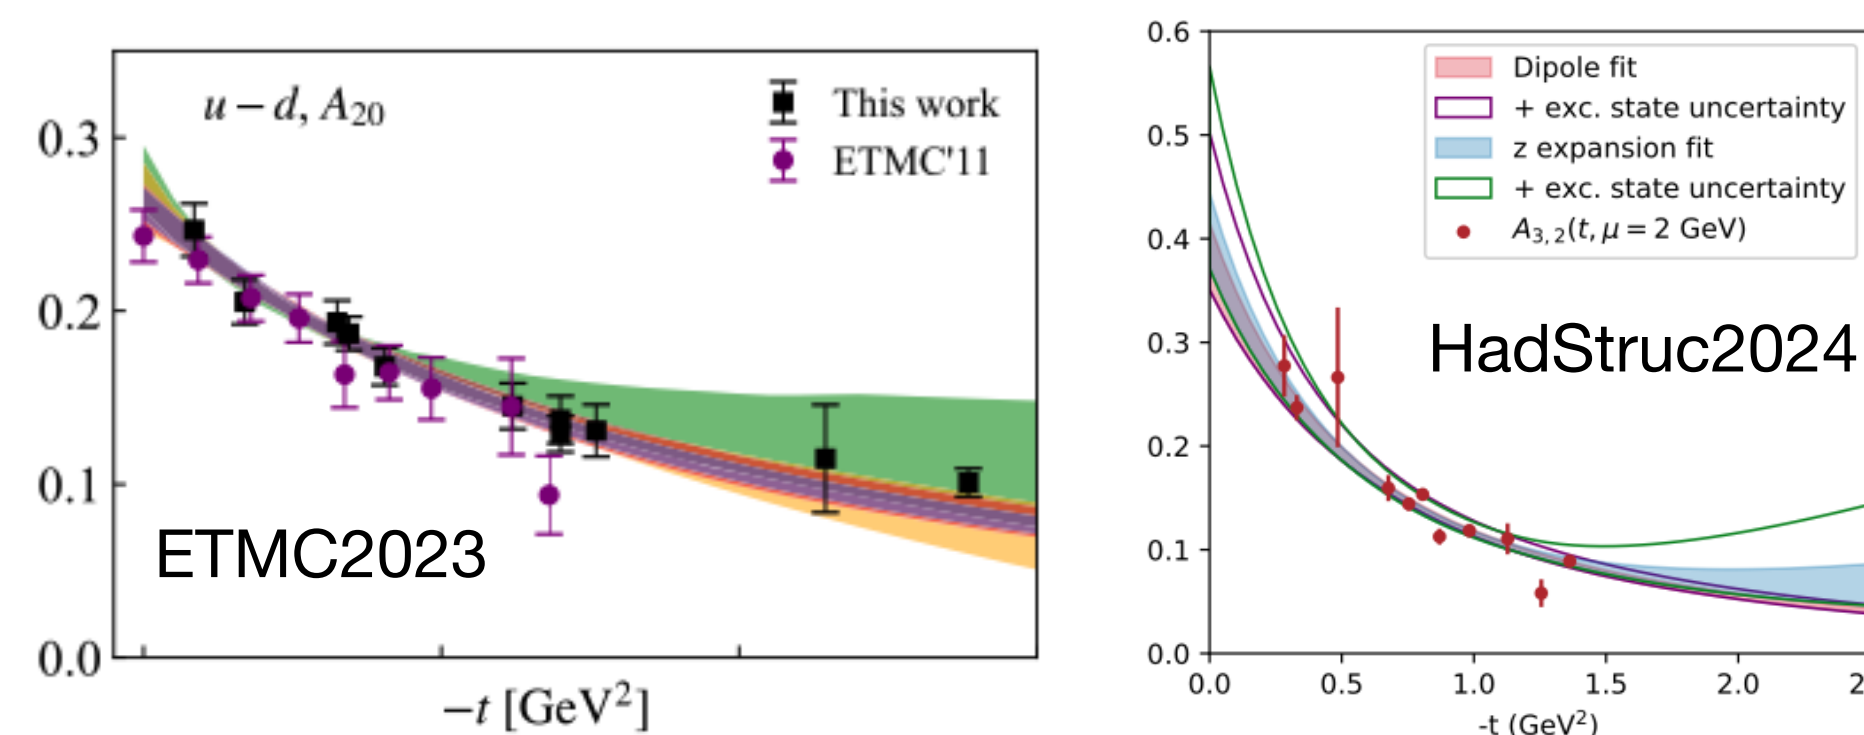 u − d, A20
This work
ETMC'11
0.3
0.2
0.1
0.0
ETMC2023
−t [GeV²]
0.6
0.5
0.4
0.3
0.2
0.1
0.0
Dipole fit
+ exc. state uncertainty
z expansion fit
+ exc. state uncertainty
A3,2(t, μ = 2 GeV)
HadStruc2024
0.0 0.5 1.0 1.5 2.0 2
-t (GeV²)